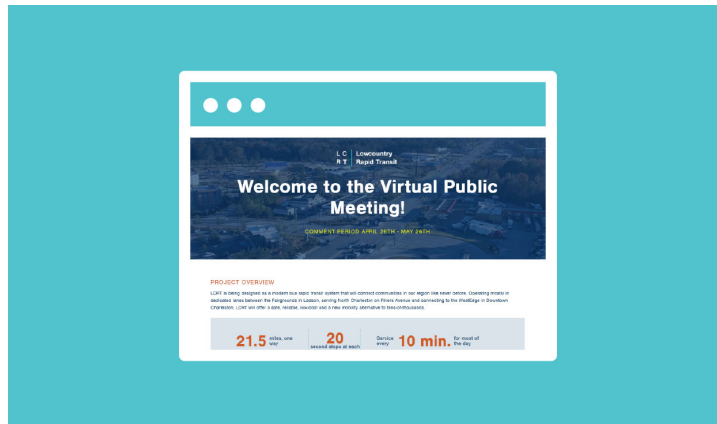 L C Lowcountry
R T Rapid Transit
Welcome to the Virtual Public
Meeting!
COMMENT PERIOD APRIL 26TH - MAY 26TH
PROJECT OVERVIEW
LCRT is being designed as a modern bus rapid transit system that will connect communities in our region like never before. Operating mostly in
dedicated lanes between the Fairgrounds in Ladson, serving North Charleston on Rivers Avenue and connecting to the WestEdge in Downtown
Charleston, LCRT will offer a safe, reliable, low-cost and a new mobility alternative to tens-of-thousands.
21.5 miles, one way
20 second stops at each
Service every 10 min. for most of the day